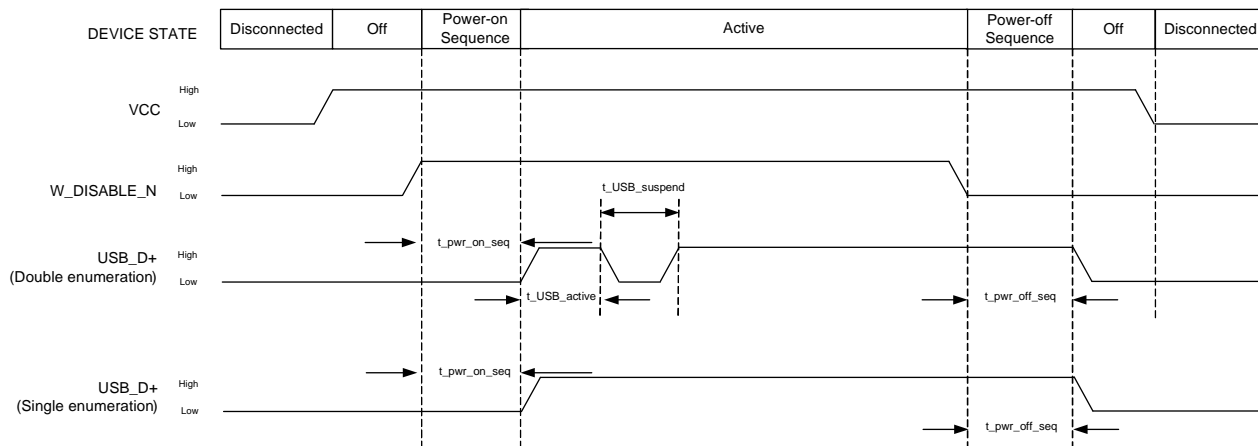 DEVICE STATE Disconnected Off Power-on Sequence Active Power-off Sequence Off Disconnected
VCC
High
Low
W_DISABLE_N
High
Low
t_USB_suspend
USB_D+
(Double enumeration)
High
Low
t_pwr_on_seq
t_USB_active
t_pwr_off_seq
USB_D+
(Single enumeration)
High
Low
t_pwr_on_seq
t_pwr_off_seq